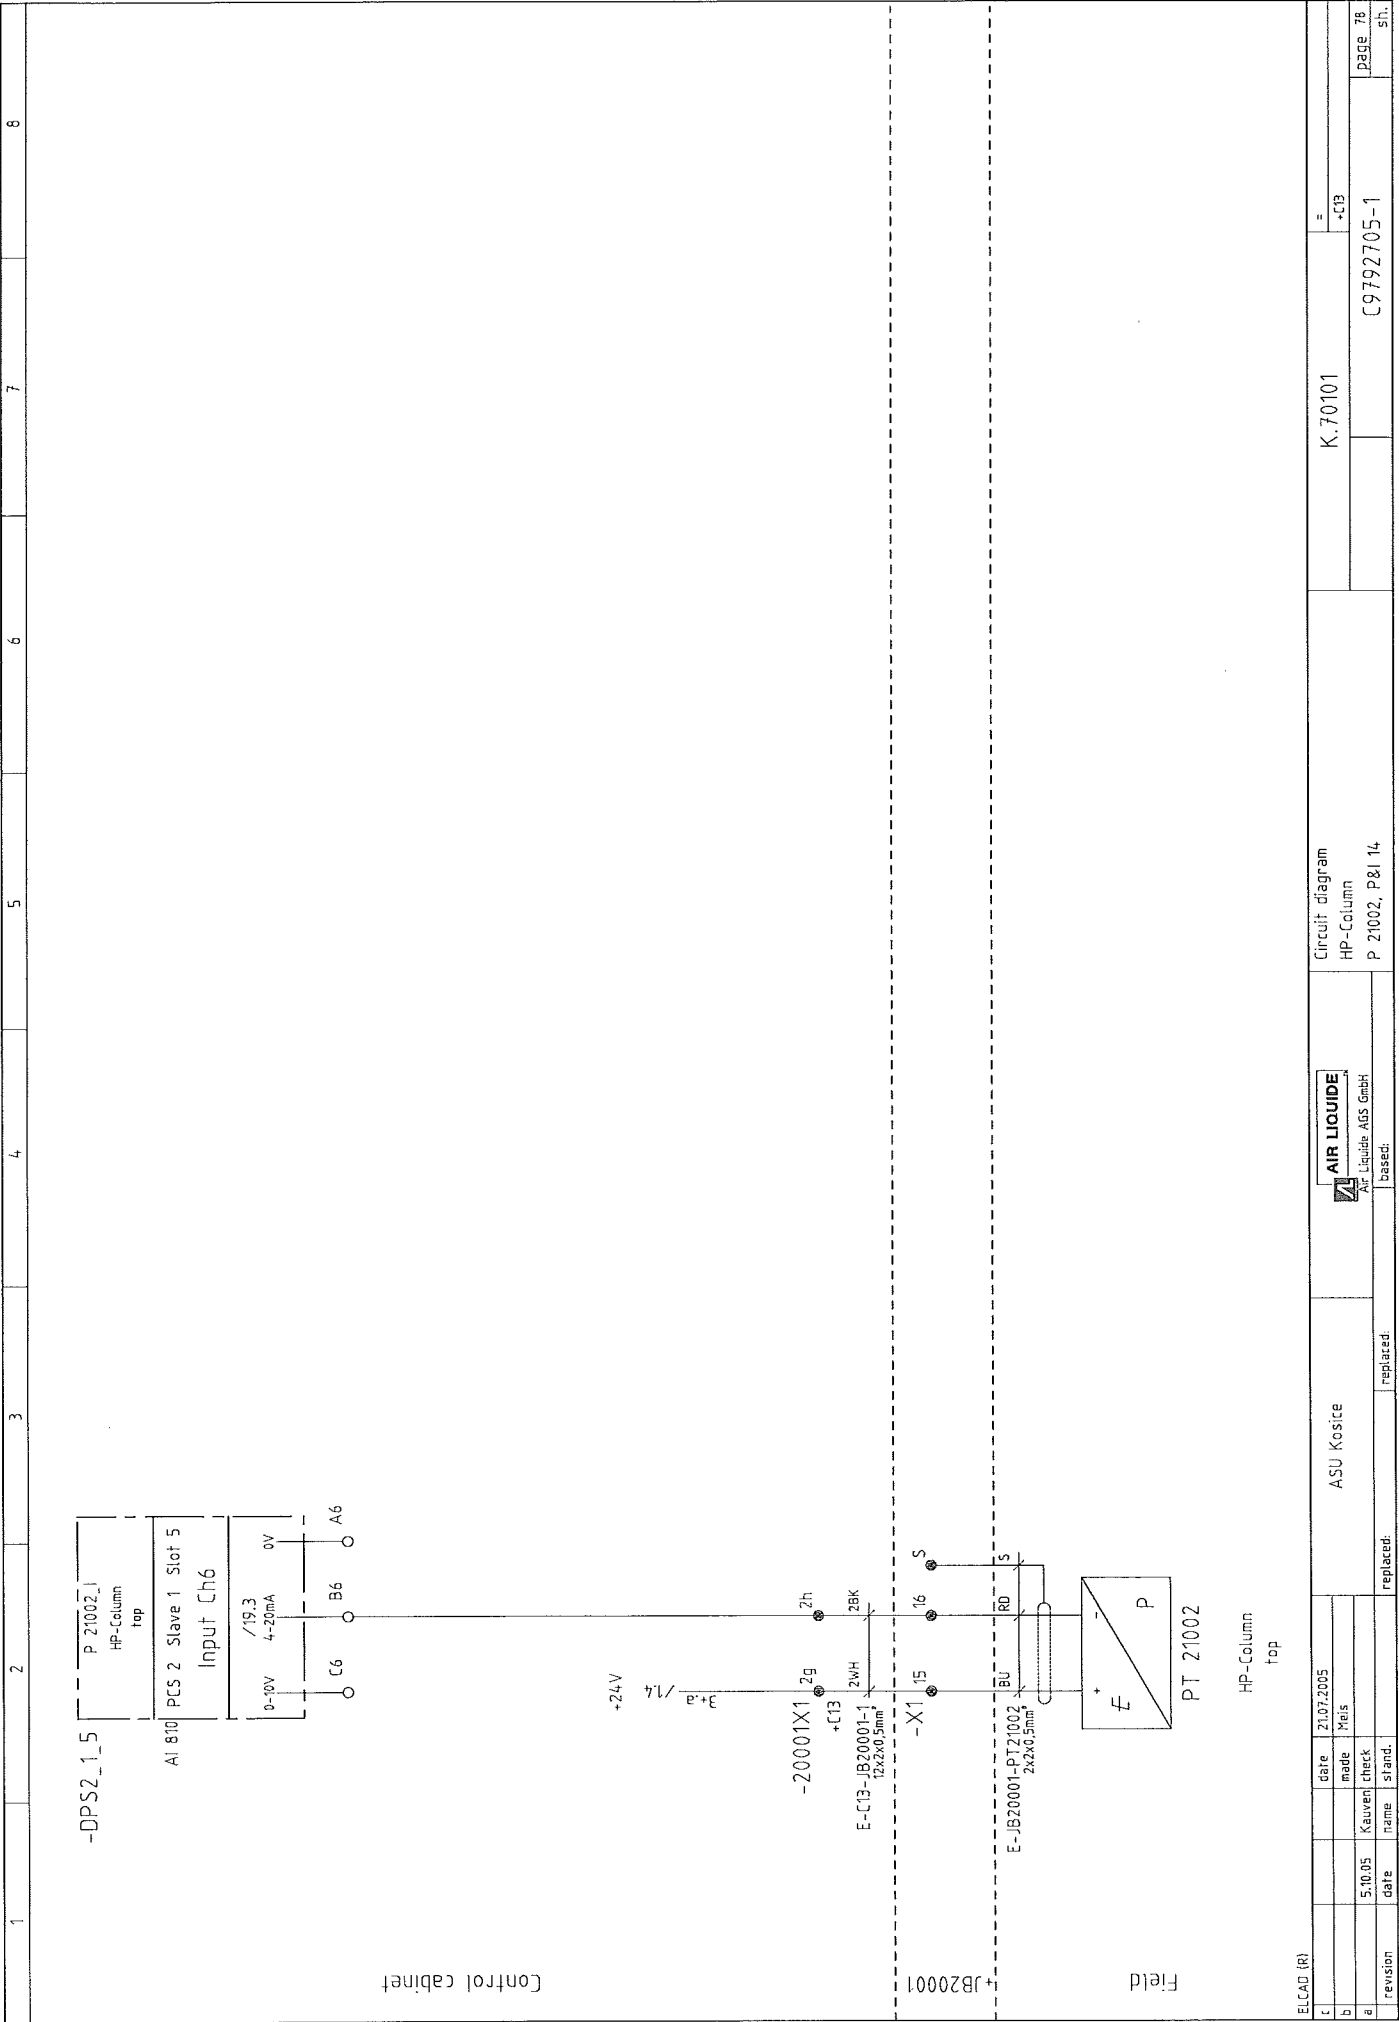 1 2 3 4 5 6 7 8
-DPS2_1_5
P 21002_I
HP-Column
top
AI 810
PCS 2 Slave 1 Slot 5
Input Ch6
/19.3
0-10V 4-20mA 0V
C6 B6 A6
Control cabinet
+24V
3+.a /1.4
-20001X1 2g 2h
+C13
E-C13-JB20001-1 2WH 2BK
12x2x0,5mm²
+JB20001
-X1 15 16 S
E-JB20001-PT21002 BU RD S
2x2x0,5mm²
Field
+ -
E P
PT 21002
HP-Column
top
ELCAD (R)
c
b
a 5.10.05 Kauven
revision date name
date 21.07.2005
made Meis
check
stand.
ASU Kosice
replaced:
replaced:
AIR LIQUIDE
Air Liquide AGS GmbH
based:
Circuit diagram
HP-Column
P 21002, P&I 14
K.70101
=
+C13
C9792705-1
page 78
sh.